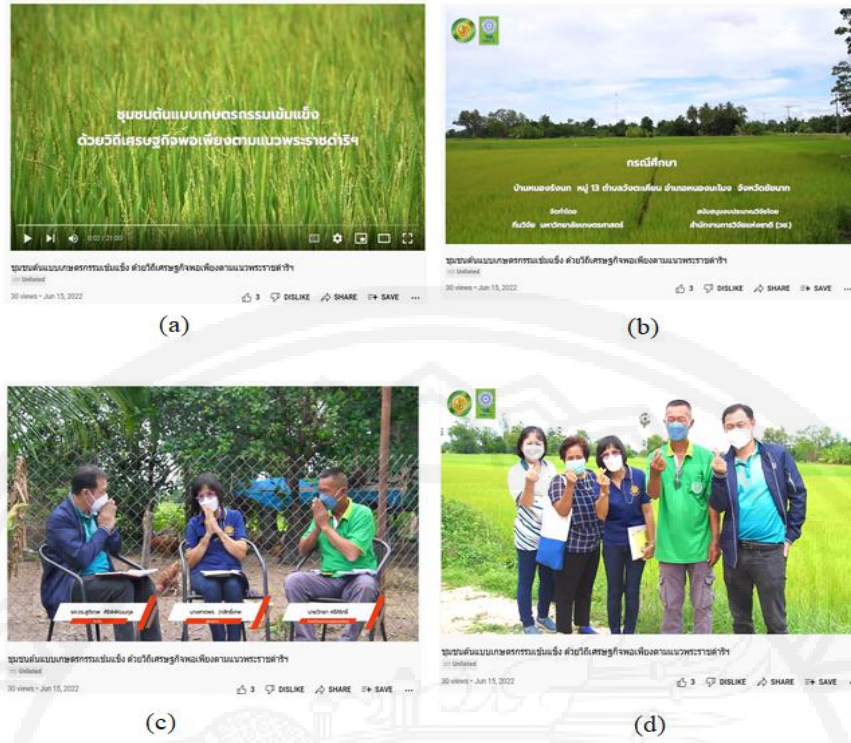 ชุมชนต้นแบบเกษตรกรรมเข้มแข็ง
ด้วยวิถีเศรษฐกิจพอเพียงตามแนวพระราชดำริฯ
0:02 / 21:00
ชุมชนต้นแบบเกษตรกรรมเข้มแข็ง ด้วยวิถีเศรษฐกิจพอเพียงตามแนวพระราชดำริฯ
Unlisted
30 views • Jun 15, 2022
3 DISLIKE SHARE SAVE
(a)
กรณีศึกษา
บ้านหนองรังนก หมู่ 13 ตำบลวังตะเคียน อำเภอหนองมะโมง จังหวัดชัยนาท
จัดทำโดย
ทีมวิจัย มหาวิทยาลัยเกษตรศาสตร์
สนับสนุนงบประมาณวิจัยโดย
สำนักงานการวิจัยแห่งชาติ (วช.)
ชุมชนต้นแบบเกษตรกรรมเข้มแข็ง ด้วยวิถีเศรษฐกิจพอเพียงตามแนวพระราชดำริฯ
Unlisted
30 views • Jun 15, 2022
3 DISLIKE SHARE SAVE
(b)
ชุมชนต้นแบบเกษตรกรรมเข้มแข็ง ด้วยวิถีเศรษฐกิจพอเพียงตามแนวพระราชดำริฯ
Unlisted
30 views • Jun 15, 2022
3 DISLIKE SHARE SAVE
(c)
ชุมชนต้นแบบเกษตรกรรมเข้มแข็ง ด้วยวิถีเศรษฐกิจพอเพียงตามแนวพระราชดำริฯ
Unlisted
30 views • Jun 15, 2022
3 DISLIKE SHARE SAVE
(d)